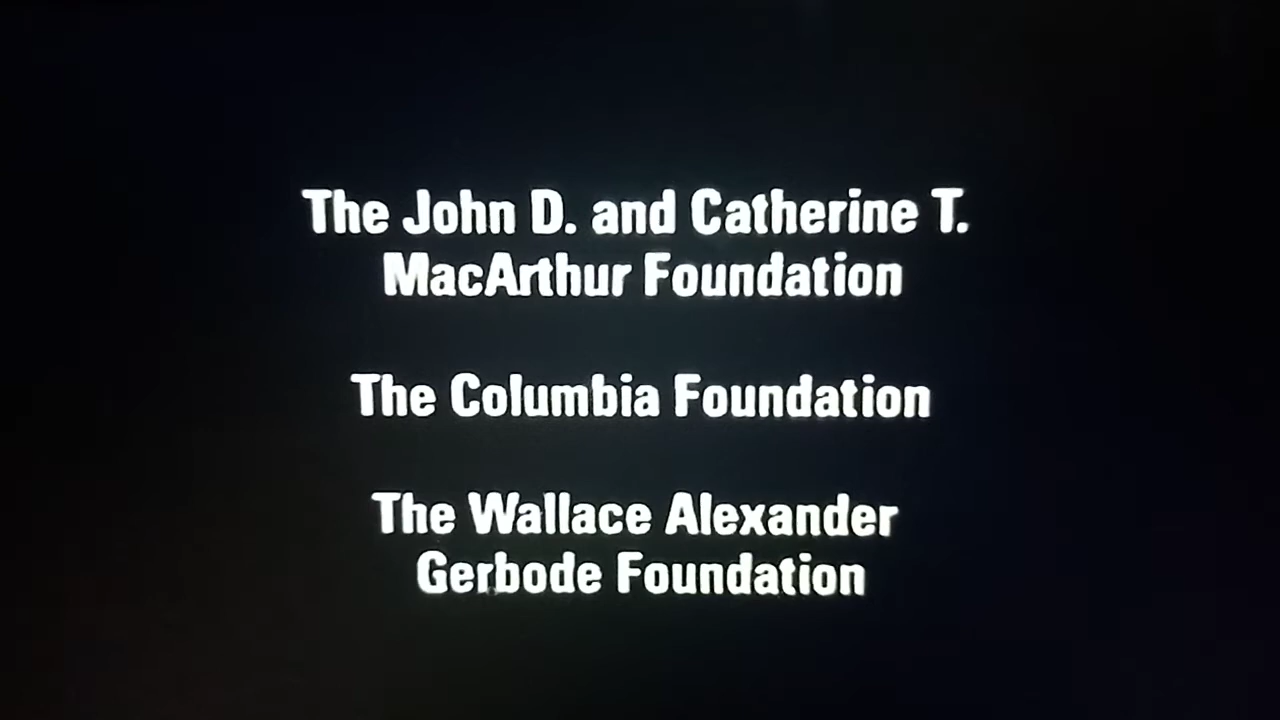 The John D. and Catherine T.
MacArthur Foundation
The Columbia Foundation
The Wallace Alexander
Gerbode Foundation